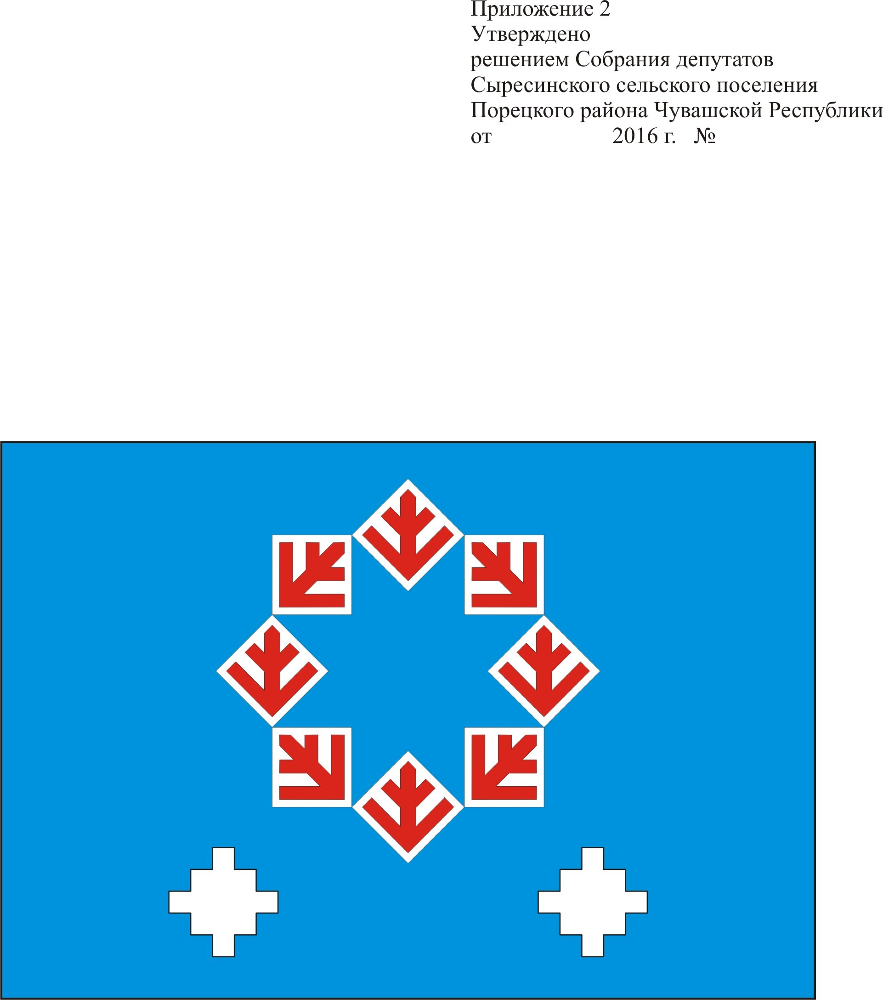 Приложение 2
Утверждено
решением Собрания депутатов
Сыресинского сельского поселения
Порецкого района Чувашской Республики
от 2016 г. №